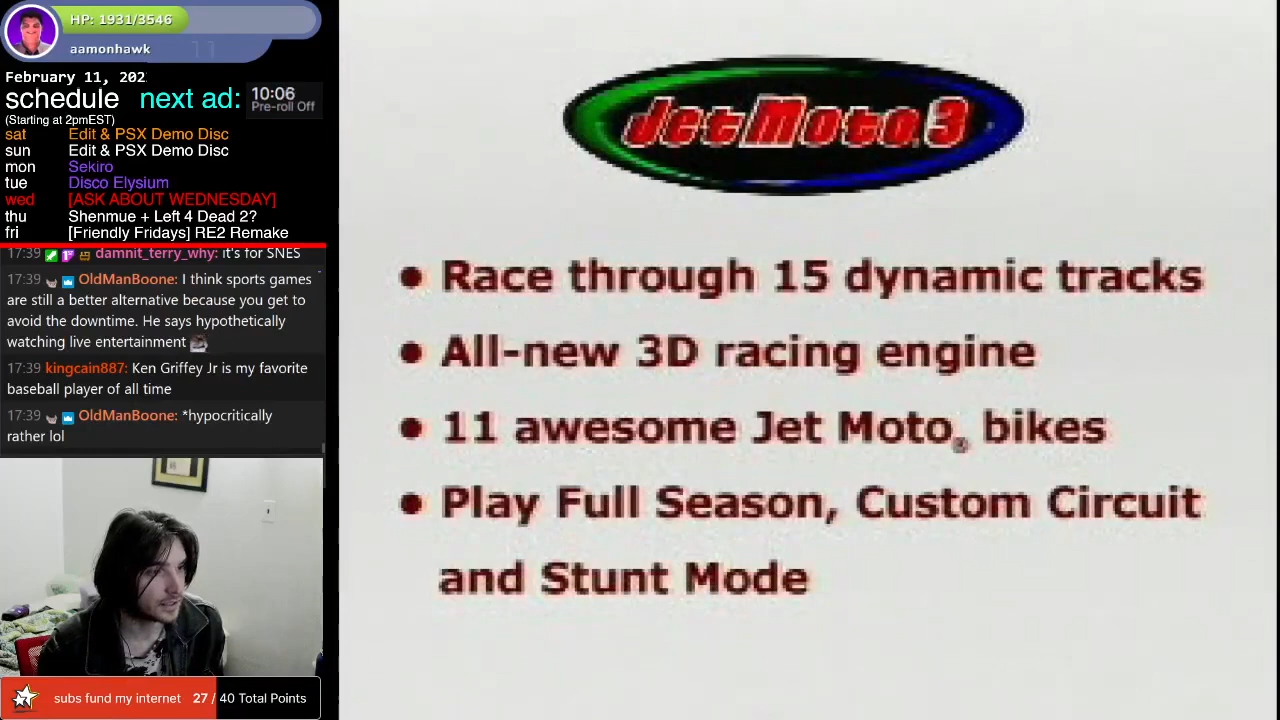 HP: 1931/3546
aamonhawk
11
February 11, 202
schedule next ad:
10:06
Pre-roll Off
(Starting at 2pmEST)
sat Edit & PSX Demo Disc
sun Edit & PSX Demo Disc
mon Sekiro
tue Disco Elysium
wed [ASK ABOUT WEDNESDAY]
thu Shenmue + Left 4 Dead 2?
fri [Friendly Fridays] RE2 Remake
17:39 damnit_terry_why: it's for SNES
17:39 OldManBoone: I think sports games
are still a better alternative because you get to
avoid the downtime. He says hypothetically
watching live entertainment
17:39 kingcain887: Ken Griffey Jr is my favorite
baseball player of all time
17:39 OldManBoone: *hypocritically
rather lol
subs fund my internet 27 / 40 Total Points
Jet Moto 3
• Race through 15 dynamic tracks
• All-new 3D racing engine
• 11 awesome Jet Moto® bikes
• Play Full Season, Custom Circuit
and Stunt Mode